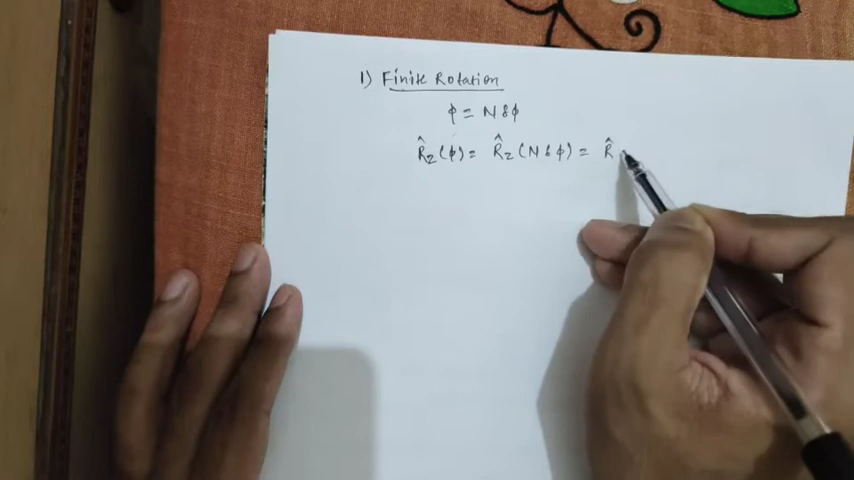 1) Finite Rotation
φ = N δφ
R̂z(φ) = R̂z(N δφ) = R̂